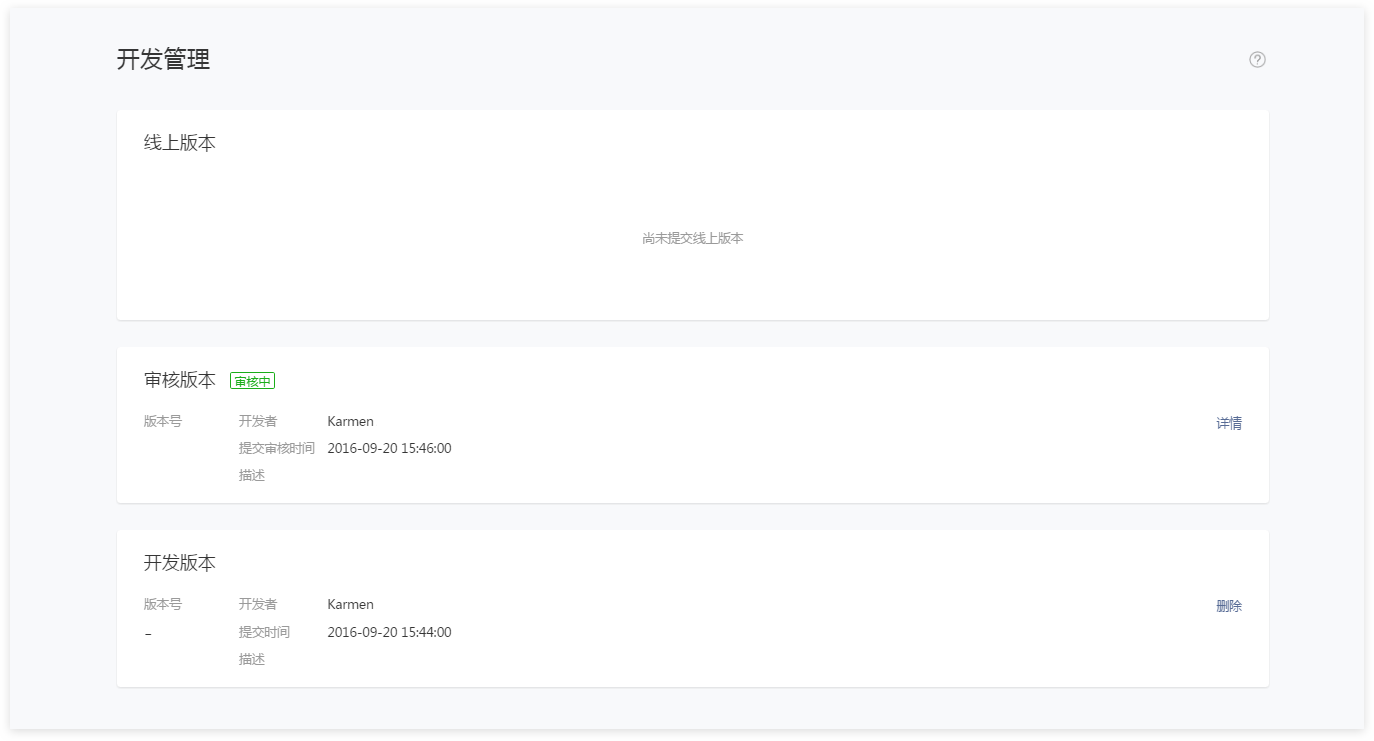 开发管理
线上版本
尚未提交线上版本
审核版本 审核中
版本号 开发者 Karmen 详情
提交审核时间 2016-09-20 15:46:00
描述
开发版本
版本号 开发者 Karmen 删除
– 提交时间 2016-09-20 15:44:00
描述